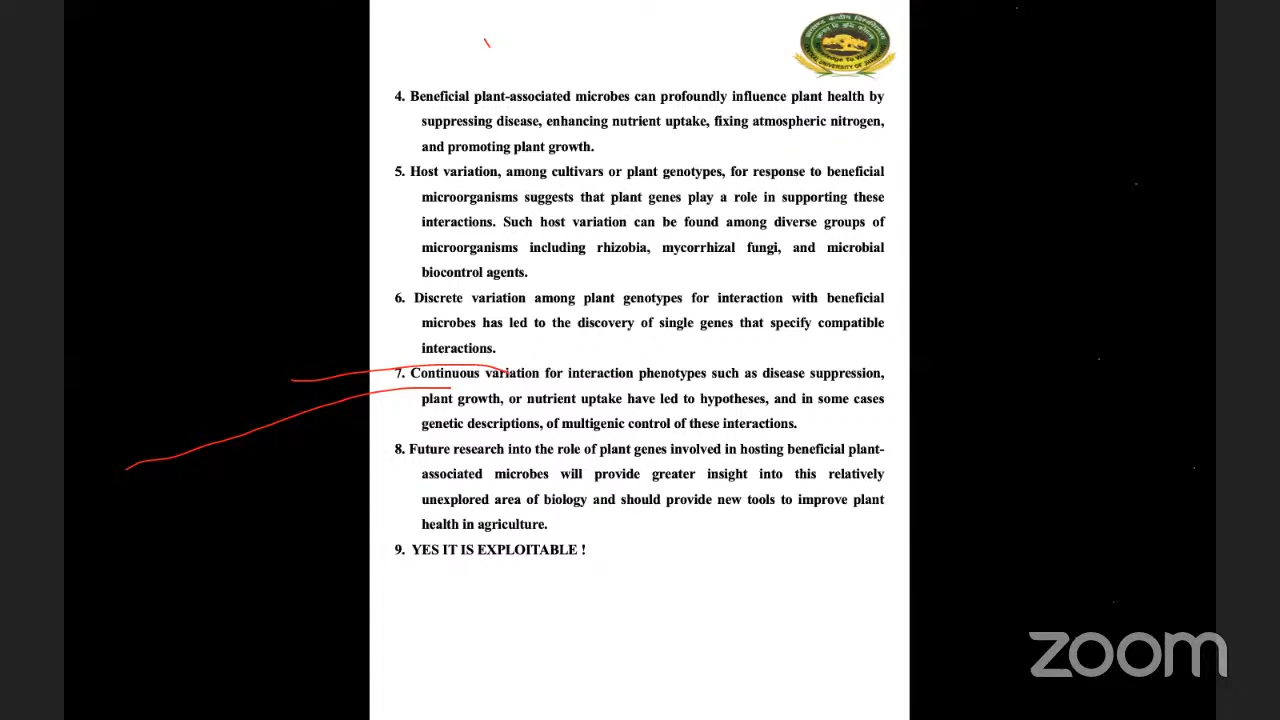 CENTRAL UNIVERSITY OF JHARKHAND
4. Beneficial plant-associated microbes can profoundly influence plant health by
suppressing disease, enhancing nutrient uptake, fixing atmospheric nitrogen,
and promoting plant growth.
5. Host variation, among cultivars or plant genotypes, for response to beneficial
microorganisms suggests that plant genes play a role in supporting these
interactions. Such host variation can be found among diverse groups of
microorganisms including rhizobia, mycorrhizal fungi, and microbial
biocontrol agents.
6. Discrete variation among plant genotypes for interaction with beneficial
microbes has led to the discovery of single genes that specify compatible
interactions.
7. Continuous variation for interaction phenotypes such as disease suppression,
plant growth, or nutrient uptake have led to hypotheses, and in some cases
genetic descriptions, of multigenic control of these interactions.
8. Future research into the role of plant genes involved in hosting beneficial plant-
associated microbes will provide greater insight into this relatively
unexplored area of biology and should provide new tools to improve plant
health in agriculture.
9. YES IT IS EXPLOITABLE !
zoom